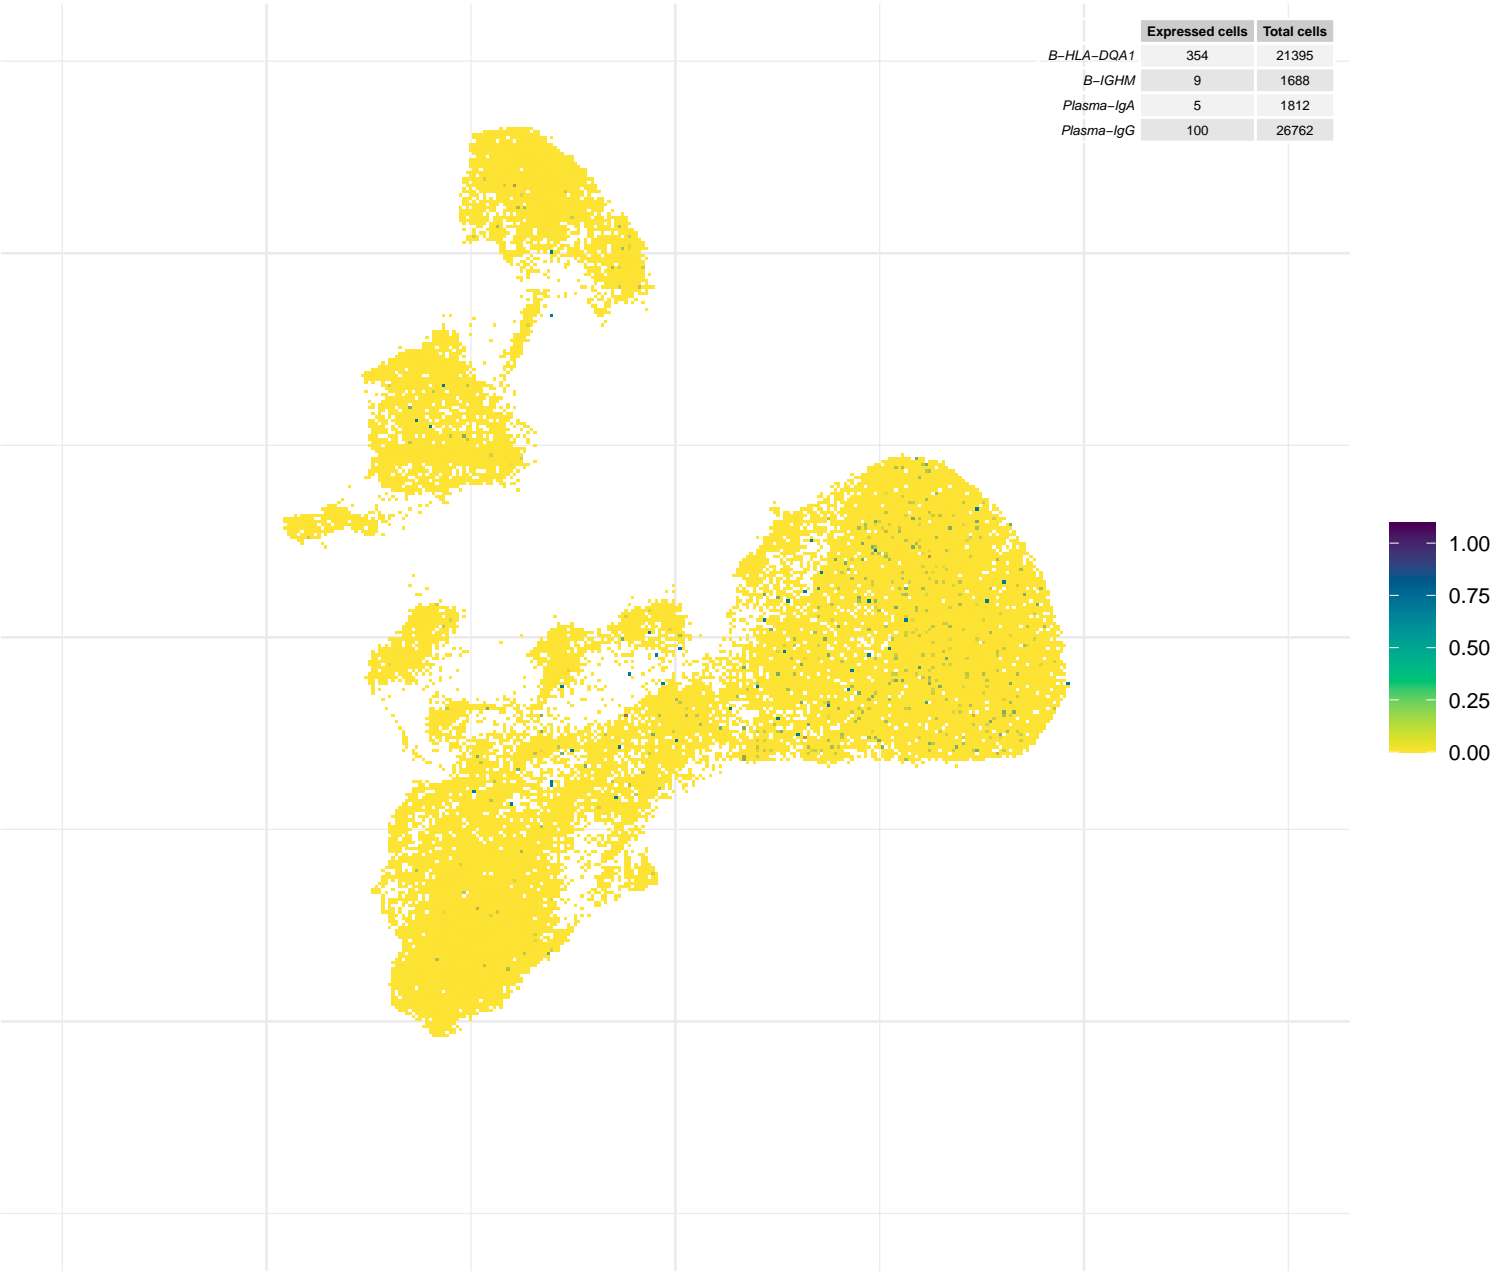 Expressed cells Total cells
B−HLA−DQA1 354 21395
B−IGHM 9 1688
Plasma−IgA 5 1812
Plasma−IgG 100 26762
1.00
0.75
0.50
0.25
0.00